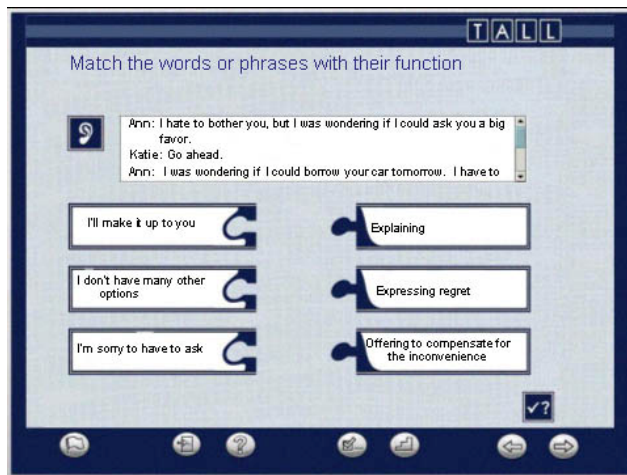 TALL
Match the words or phrases with their function
Ann: I hate to bother you, but I was wondering if I could ask you a big
favor.
Katie: Go ahead.
Ann: I was wondering if I could borrow your car tomorrow. I have to
I'll make it up to you
Explaining
I don't have many other
options
Expressing regret
I'm sorry to have to ask
Offering to compensate for
the inconvenience
✓?
?